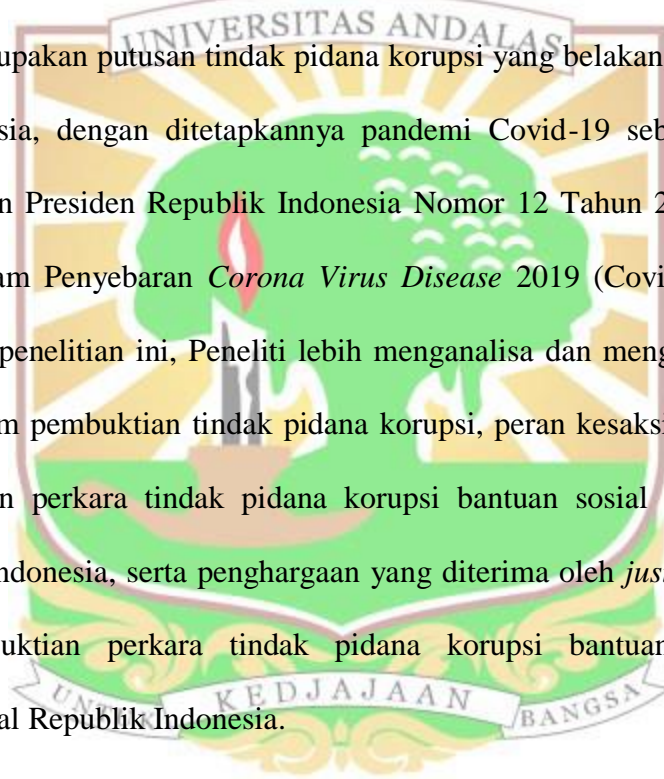 UNIVERSITAS ANDALAS
upakan putusan tindak pidana korupsi yang belakan
sia, dengan ditetapkannya pandemi Covid-19 seb
n Presiden Republik Indonesia Nomor 12 Tahun 2
am Penyebaran Corona Virus Disease 2019 (Covi
penelitian ini, Peneliti lebih menganalisa dan meng
m pembuktian tindak pidana korupsi, peran kesaksi
n perkara tindak pidana korupsi bantuan sosial
ndonesia, serta penghargaan yang diterima oleh jus
uktian perkara tindak pidana korupsi bantuan
al Republik Indonesia.
UNTUK KEDJAJAAN BANGSA